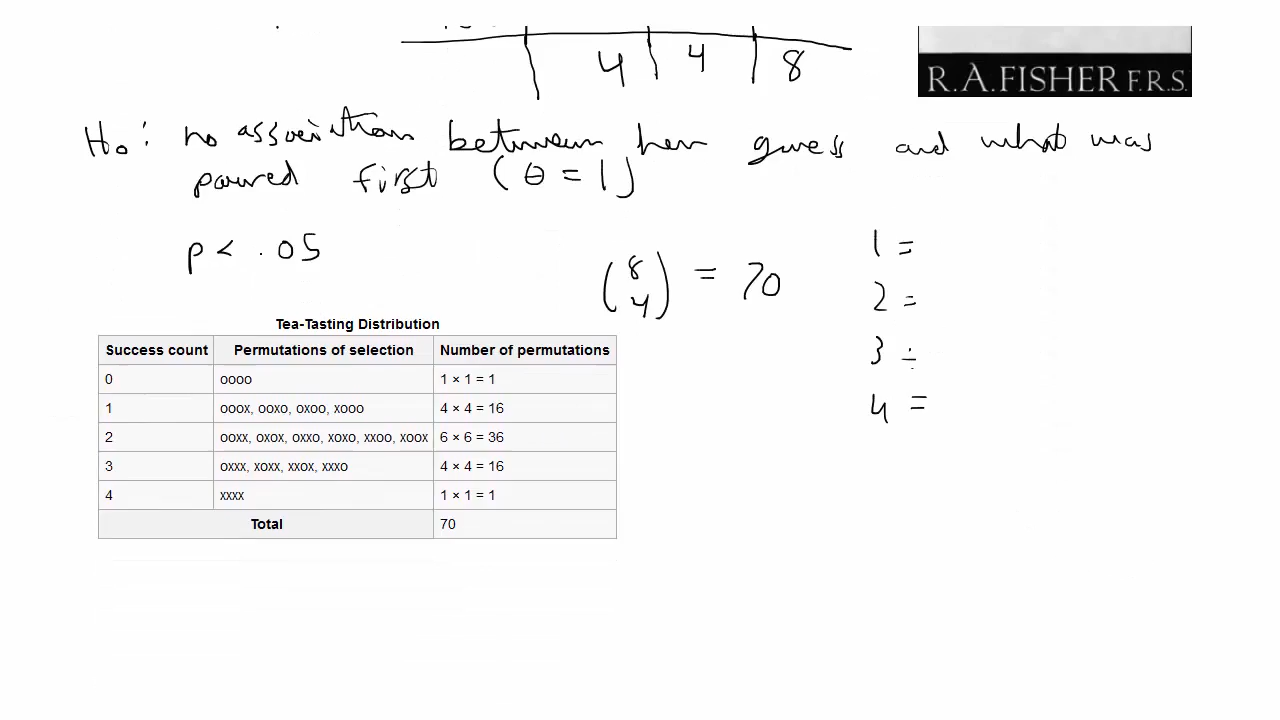 4 4 8
R.A.FISHER F.R.S.
H₀: no association between her guess and what was
poured first (θ = 1)
p < .05
(8 4) = 70
1 =
2 =
3 =
4 =
Tea-Tasting Distribution
Success count Permutations of selection Number of permutations
0 oooo 1 × 1 = 1
1 ooox, ooxo, oxoo, xooo 4 × 4 = 16
2 ooxx, oxox, oxxo, xoxo, xxoo, xoox 6 × 6 = 36
3 oxxx, xoxx, xxox, xxxo 4 × 4 = 16
4 xxxx 1 × 1 = 1
Total 70